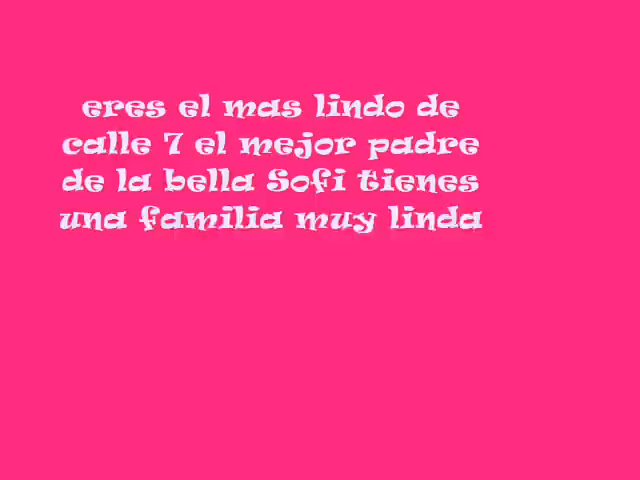 eres el mas lindo de
calle 7 el mejor padre
de la bella Sofi tienes
una familia muy linda